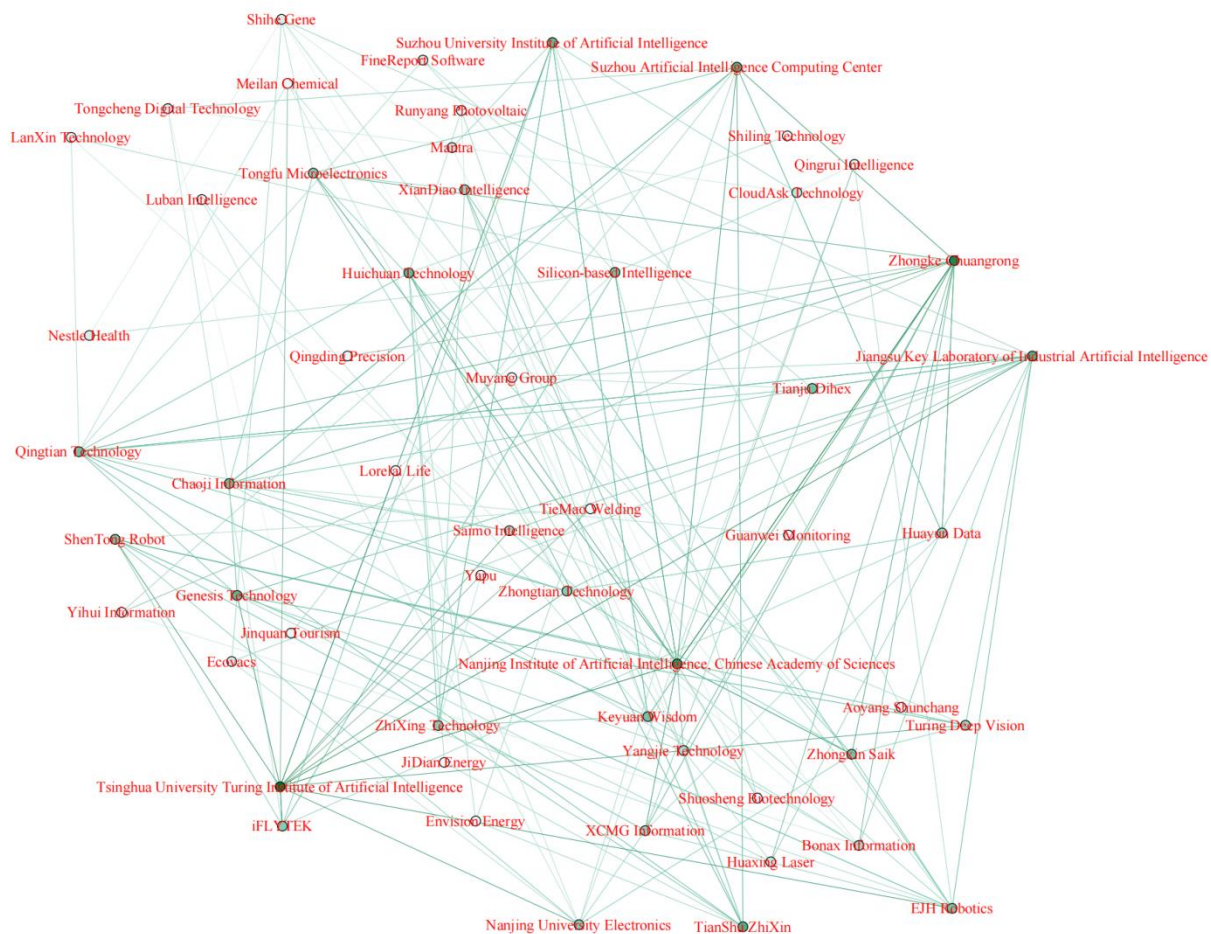 Shihe Gene
Suzhou University Institute of Artificial Intelligence
FineReport Software
Suzhou Artificial Intelligence Computing Center
Meilan Chemical
Tongcheng Digital Technology
Runyang Photovoltaic
LanXin Technology
Shiling Technology
Mantra
Qingrui Intelligence
Tongfu Microelectronics
XianDiao Intelligence
CloudAsk Technology
Luban Intelligence
Zhongke Chuangrong
Huichuan Technology
Silicon-based Intelligence
Nestle Health
Qingding Precision
Jiangsu Key Laboratory of Industrial Artificial Intelligence
Muyang Group
Tianju Dihex
Qingtian Technology
Lorelai Life
Chaoji Information
TieMao Welding
Saimo Intelligence
Guanwei Monitoring
Huayun Data
ShenTong Robot
Yapu
Zhongtian Technology
Genesis Technology
Yihui Information
Jinquan Tourism
Ecovacs
Nanjing Institute of Artificial Intelligence, Chinese Academy of Sciences
Aoyang Shunchang
Keyuan Wisdom
ZhiXing Technology
Turing Deep Vision
Yangjie Technology
Zhongxin Saik
JiDian Energy
Tsinghua University Turing Institute of Artificial Intelligence
Shuosheng Biotechnology
iFLYTEK
Envision Energy
XCMG Information
Bonax Information
Huaxing Laser
EJH Robotics
Nanjing University Electronics
TianShu ZhiXin